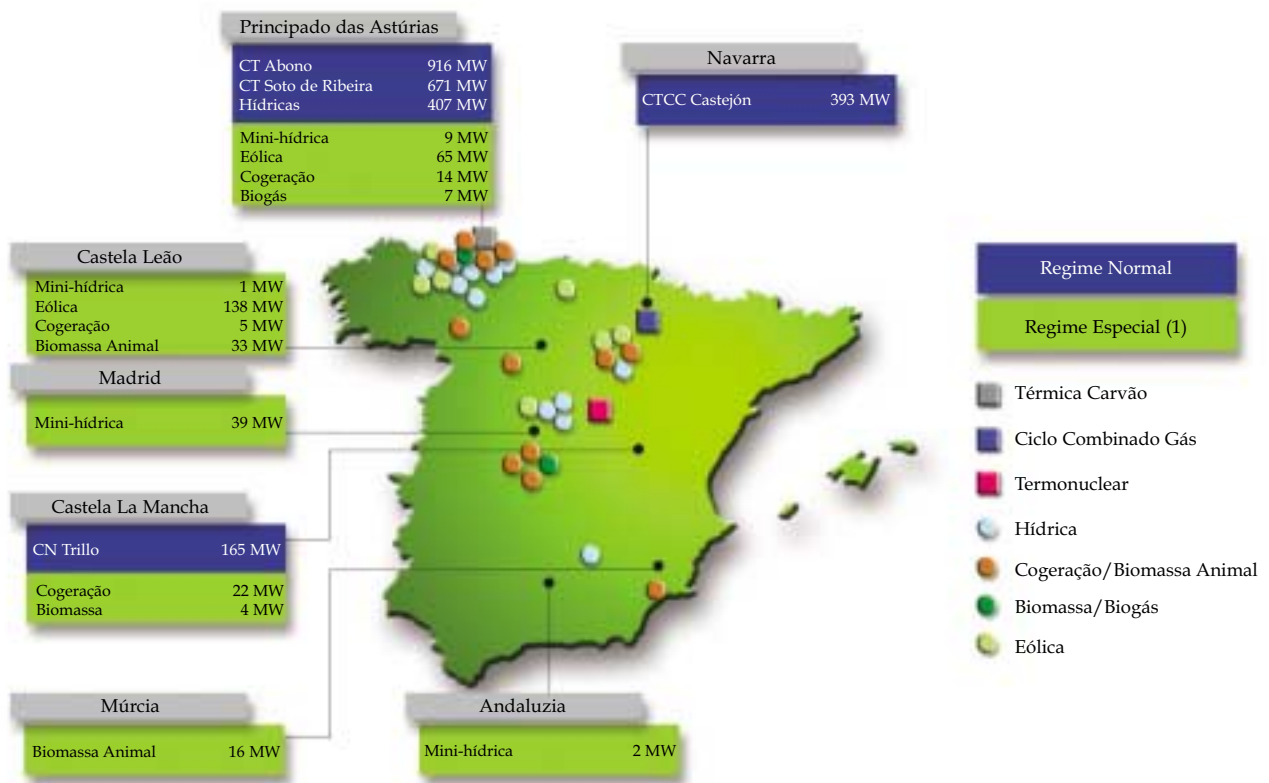 Principado das Astúrias
CT Abono 916 MW
CT Soto de Ribeira 671 MW
Hídricas 407 MW
Mini-hídrica 9 MW
Eólica 65 MW
Cogeração 14 MW
Biogás 7 MW
Navarra
CTCC Castejón 393 MW
Castela Leão
Mini-hídrica 1 MW
Eólica 138 MW
Cogeração 5 MW
Biomassa Animal 33 MW
Madrid
Mini-hídrica 39 MW
Castela La Mancha
CN Trillo 165 MW
Cogeração 22 MW
Biomassa 4 MW
Múrcia
Biomassa Animal 16 MW
Andaluzia
Mini-hídrica 2 MW
Regime Normal
Regime Especial (1)
Térmica Carvão
Ciclo Combinado Gás
Termonuclear
Hídrica
Cogeração/Biomassa Animal
Biomassa/Biogás
Eólica